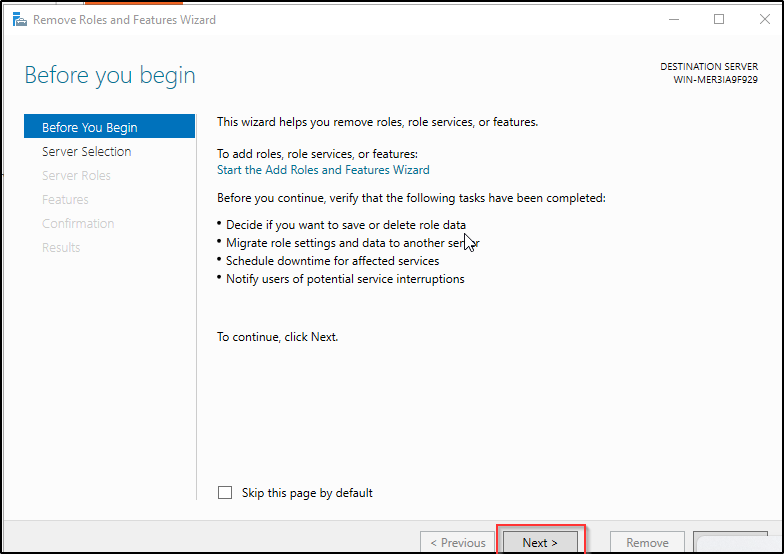 Remove Roles and Features Wizard
Before you begin
DESTINATION SERVER
WIN-MER3IA9F929
Before You Begin
Server Selection
Server Roles
Features
Confirmation
Results
This wizard helps you remove roles, role services, or features.
To add roles, role services, or features:
Start the Add Roles and Features Wizard
Before you continue, verify that the following tasks have been completed:
• Decide if you want to save or delete role data
• Migrate role settings and data to another server
• Schedule downtime for affected services
• Notify users of potential service interruptions
To continue, click Next.
Skip this page by default
< Previous
Next >
Remove